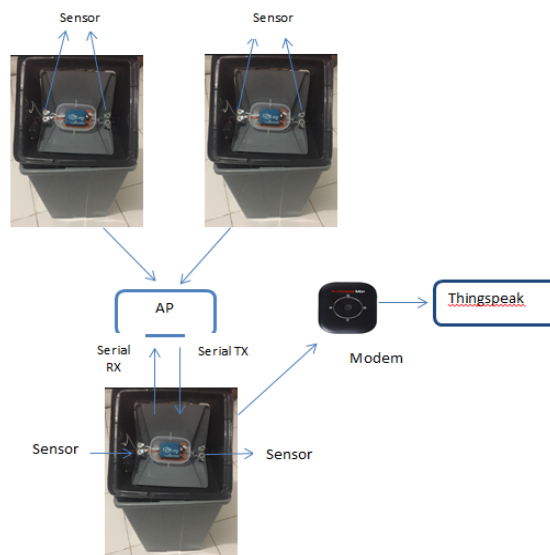 Sensor
Sensor
AP
Serial
RX
Serial TX
Thingspeak
Modem
Sensor
Sensor